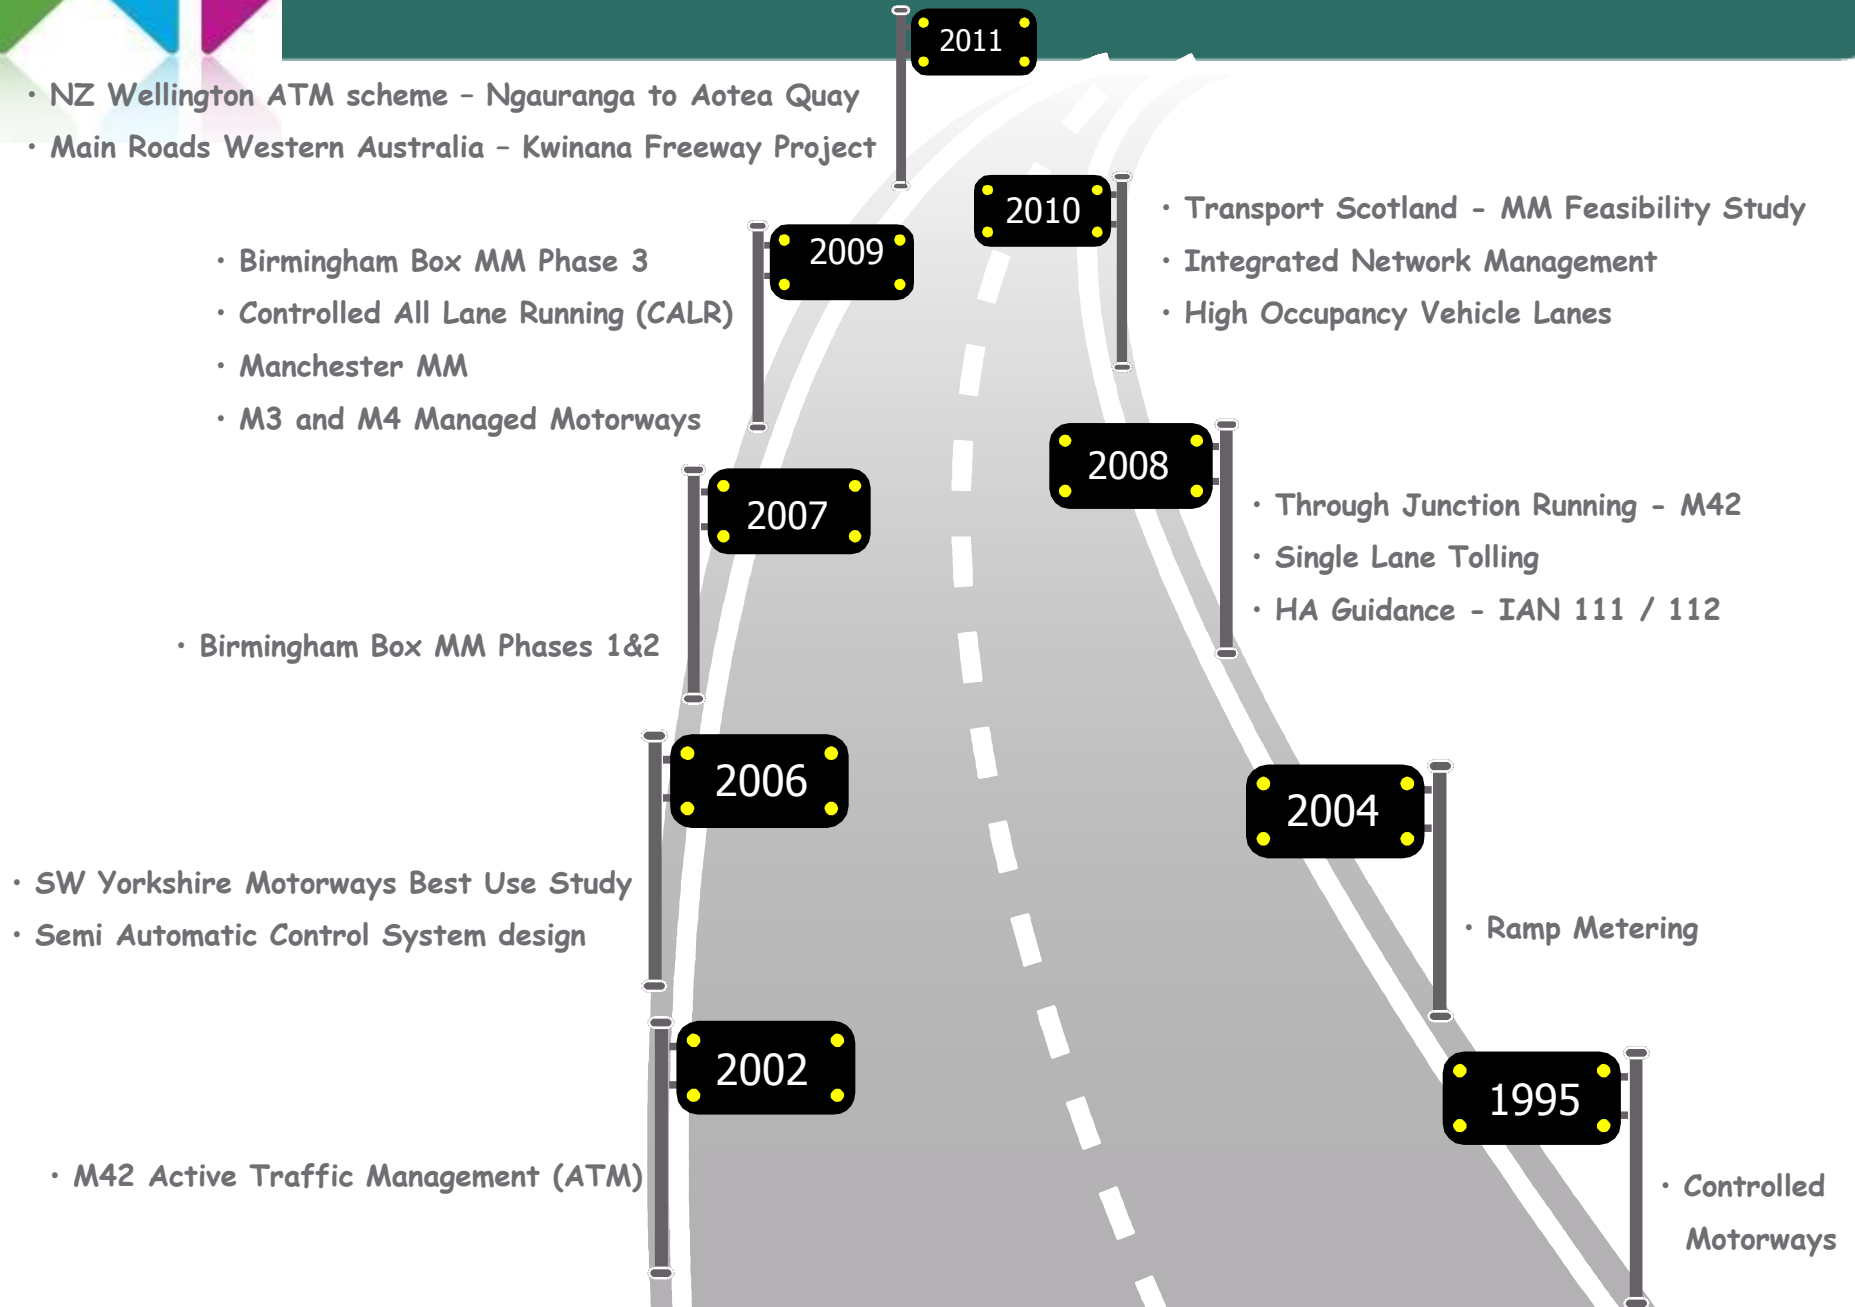 2011
• NZ Wellington ATM scheme – Ngauranga to Aotea Quay
• Main Roads Western Australia – Kwinana Freeway Project
2010
• Transport Scotland - MM Feasibility Study
• Integrated Network Management
• High Occupancy Vehicle Lanes
2009
• Birmingham Box MM Phase 3
• Controlled All Lane Running (CALR)
• Manchester MM
• M3 and M4 Managed Motorways
2008
• Through Junction Running - M42
• Single Lane Tolling
• HA Guidance - IAN 111 / 112
2007
• Birmingham Box MM Phases 1&2
2006
• SW Yorkshire Motorways Best Use Study
• Semi Automatic Control System design
2004
• Ramp Metering
2002
• M42 Active Traffic Management (ATM)
1995
• Controlled
Motorways